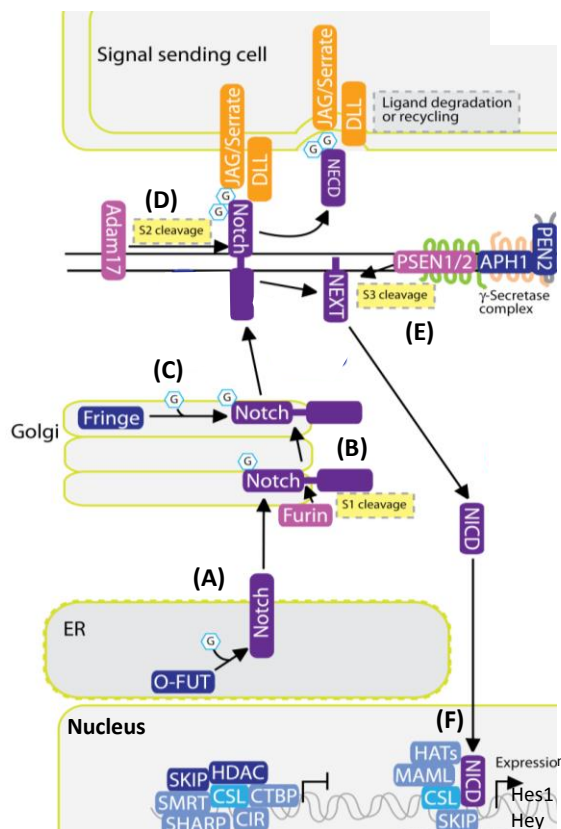 Signal sending cell
JAG/Serrate
DLL
JAG/Serrate
DLL
Ligand degradation
or recycling
G
G
G
G
NECD
(D)
Adam17
S2 cleavage
Notch
NEXT
PSEN1/2
APH1
PEN2
S3 cleavage
γ-Secretase
complex
(E)
(C)
G
G
Fringe
Notch
Golgi
(B)
G
Notch
S1 cleavage
Furin
NICD
(A)
ER
Notch
G
O-FUT
Nucleus
(F)
HATs
NICD
Expression
MAML
CSL
SKIP
Hes1
Hey
SKIP
HDAC
SMRT
CSL
CTBP
SHARP
CIR